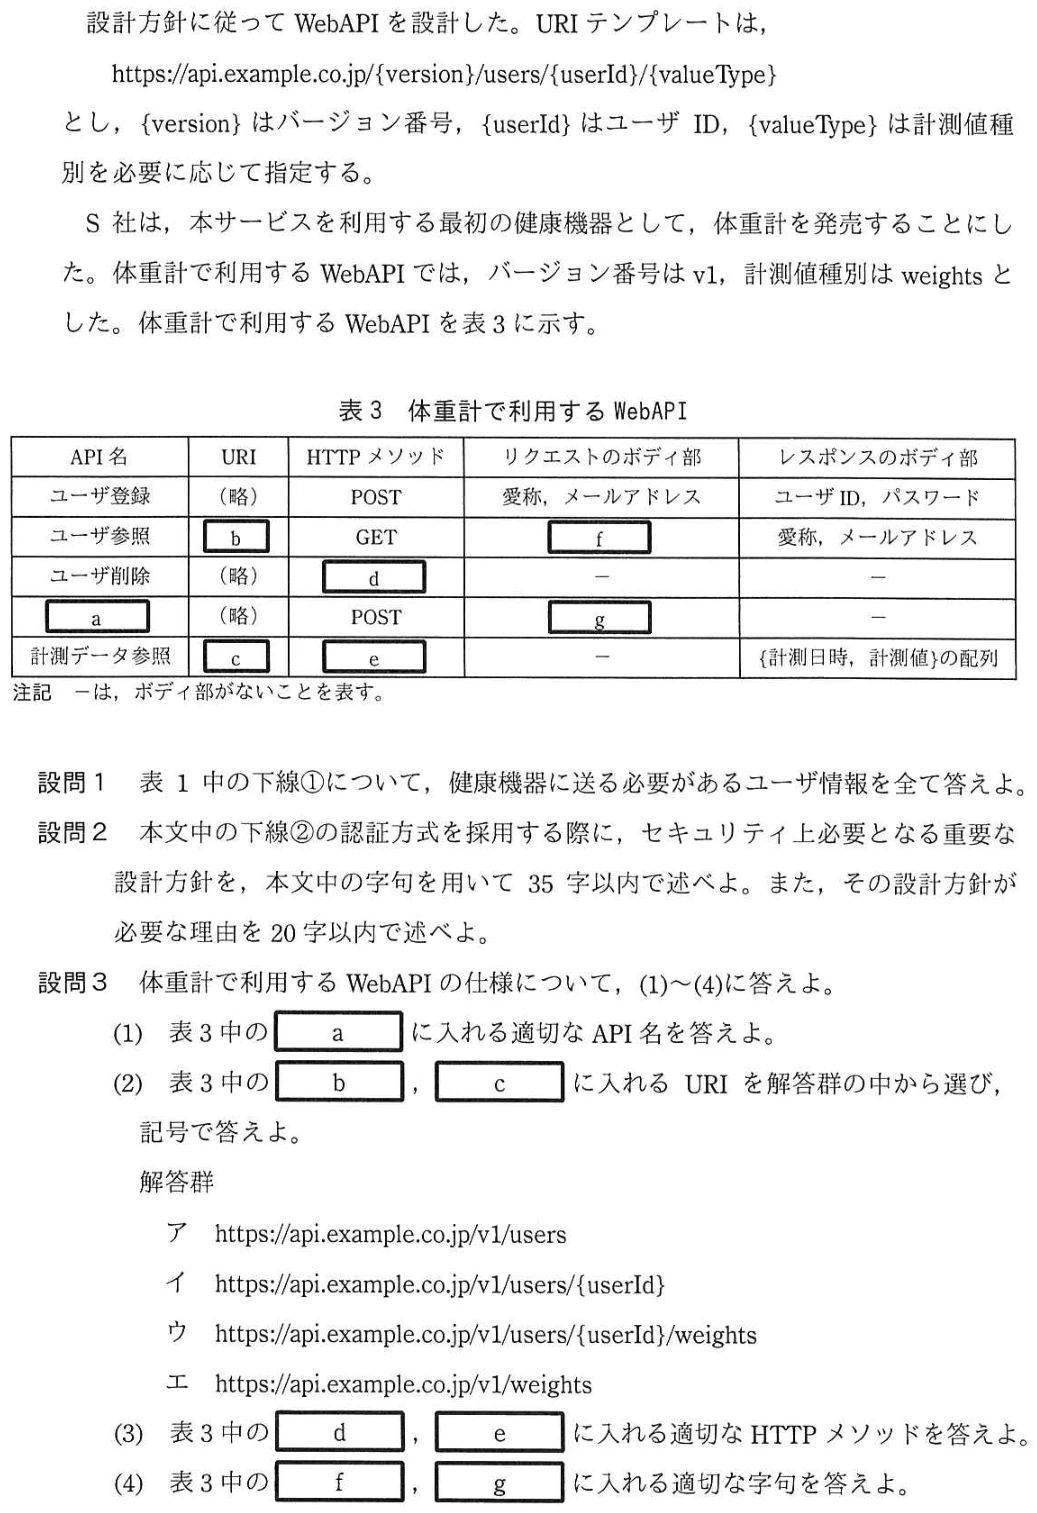 設計方針に従って WebAPI を設計した。URI テンプレートは，
https://api.example.co.jp/{version}/users/{userId}/{valueType}
とし，{version} はバージョン番号，{userId} はユーザ ID，{valueType} は計測値種
別を必要に応じて指定する。
S 社は，本サービスを利用する最初の健康機器として，体重計を発売することにし
た。体重計で利用する WebAPI では，バージョン番号は v1，計測値種別は weights と
した。体重計で利用する WebAPI を表 3 に示す。
表 3 体重計で利用する WebAPI
API 名 URI HTTP メソッド リクエストのボディ部 レスポンスのボディ部
ユーザ登録 （略） POST 愛称，メールアドレス ユーザ ID，パスワード
ユーザ参照 b GET f 愛称，メールアドレス
ユーザ削除 （略） d － －
a （略） POST g －
計測データ参照 c e － {計測日時，計測値}の配列
注記 －は，ボディ部がないことを表す。
設問 1 表 1 中の下線①について，健康機器に送る必要があるユーザ情報を全て答えよ。
設問 2 本文中の下線②の認証方式を採用する際に，セキュリティ上必要となる重要な
設計方針を，本文中の字句を用いて 35 字以内で述べよ。また，その設計方針が
必要な理由を 20 字以内で述べよ。
設問 3 体重計で利用する WebAPI の仕様について，(1)～(4)に答えよ。
(1) 表 3 中の a に入れる適切な API 名を答えよ。
(2) 表 3 中の b ， c に入れる URI を解答群の中から選び，
記号で答えよ。
解答群
ア https://api.example.co.jp/v1/users
イ https://api.example.co.jp/v1/users/{userId}
ウ https://api.example.co.jp/v1/users/{userId}/weights
エ https://api.example.co.jp/v1/weights
(3) 表 3 中の d ， e に入れる適切な HTTP メソッドを答えよ。
(4) 表 3 中の f ， g に入れる適切な字句を答えよ。